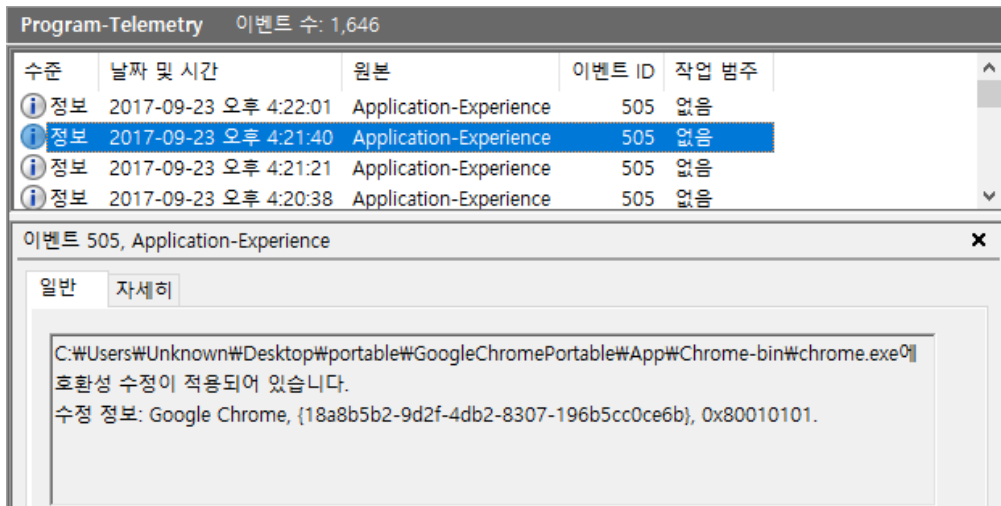 Program-Telemetry 이벤트 수: 1,646
수준 날짜 및 시간 원본 이벤트 ID 작업 범주
정보 2017-09-23 오후 4:22:01 Application-Experience 505 없음
정보 2017-09-23 오후 4:21:40 Application-Experience 505 없음
정보 2017-09-23 오후 4:21:21 Application-Experience 505 없음
정보 2017-09-23 오후 4:20:38 Application-Experience 505 없음
이벤트 505, Application-Experience
일반 자세히
C:₩Users₩Unknown₩Desktop₩portable₩GoogleChromePortable₩App₩Chrome-bin₩chrome.exe에
호환성 수정이 적용되어 있습니다.
수정 정보: Google Chrome, {18a8b5b2-9d2f-4db2-8307-196b5cc0ce6b}, 0x80010101.